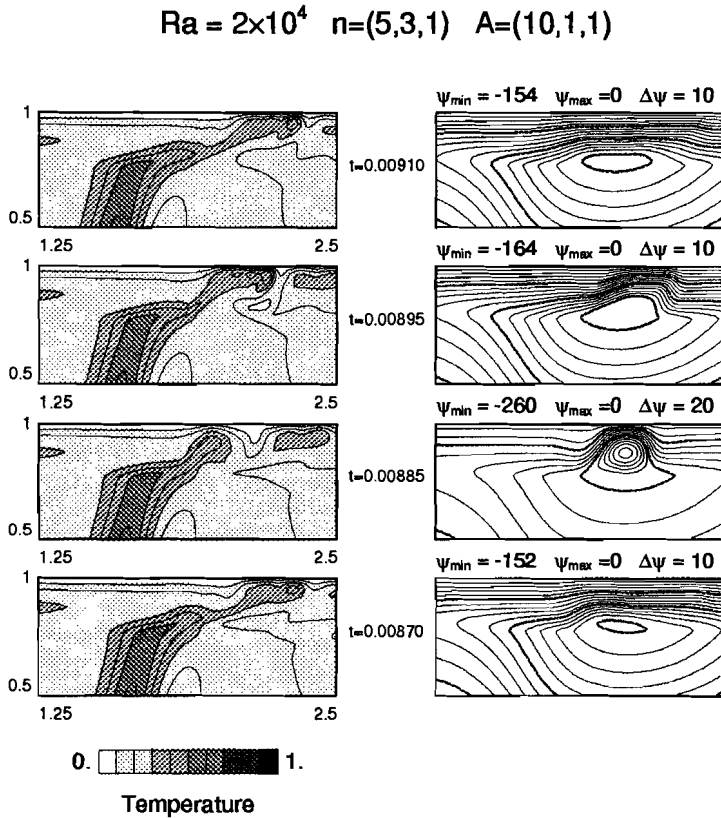 Ra = 2×10⁴ n=(5,3,1) A=(10,1,1)
ψmin = -154 ψmax =0 Δψ = 10
1
t=0.00910
0.5
1.25 2.5
ψmin = -164 ψmax =0 Δψ = 10
1
t=0.00895
0.5
1.25 2.5
ψmin = -260 ψmax =0 Δψ = 20
1
t=0.00885
0.5
1.25 2.5
ψmin = -152 ψmax =0 Δψ = 10
1
t=0.00870
0.5
1.25 2.5
0. 1.
Temperature